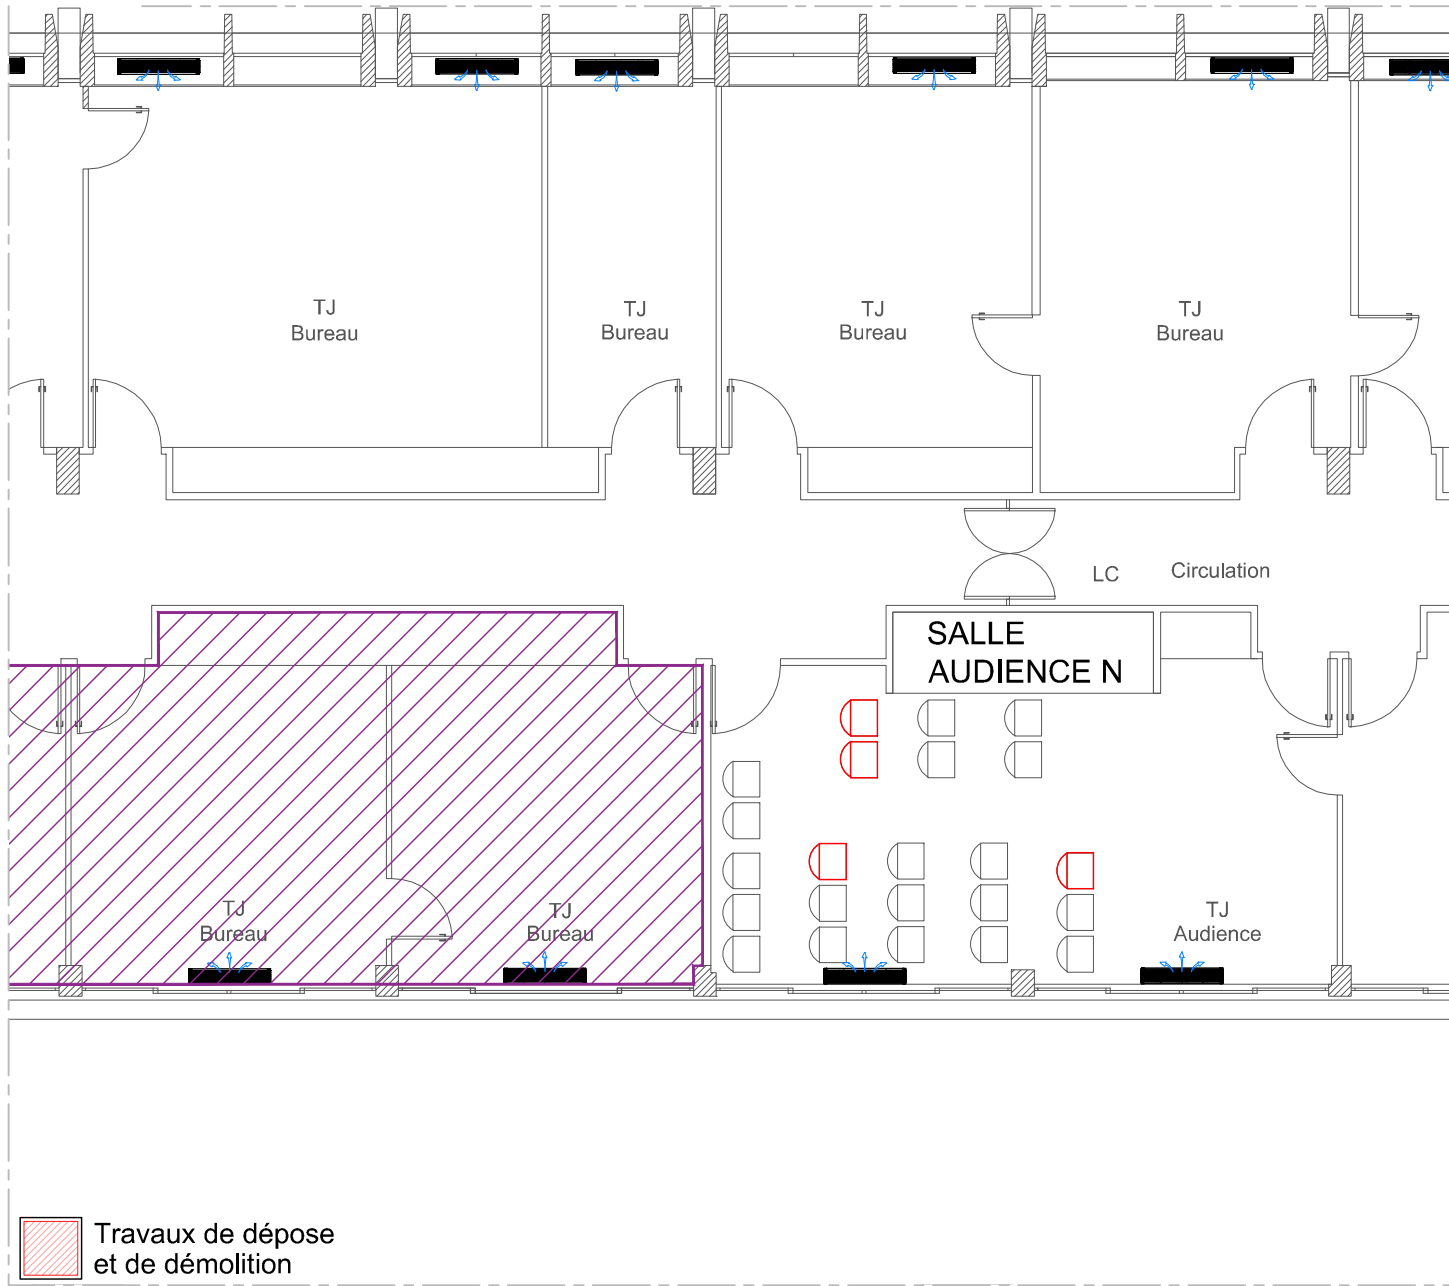 TJ
Bureau
TJ
Bureau
TJ
Bureau
TJ
Bureau
LC
Circulation
SALLE
AUDIENCE N
TJ
Bureau
TJ
Bureau
TJ
Audience
Travaux de dépose
et de démolition